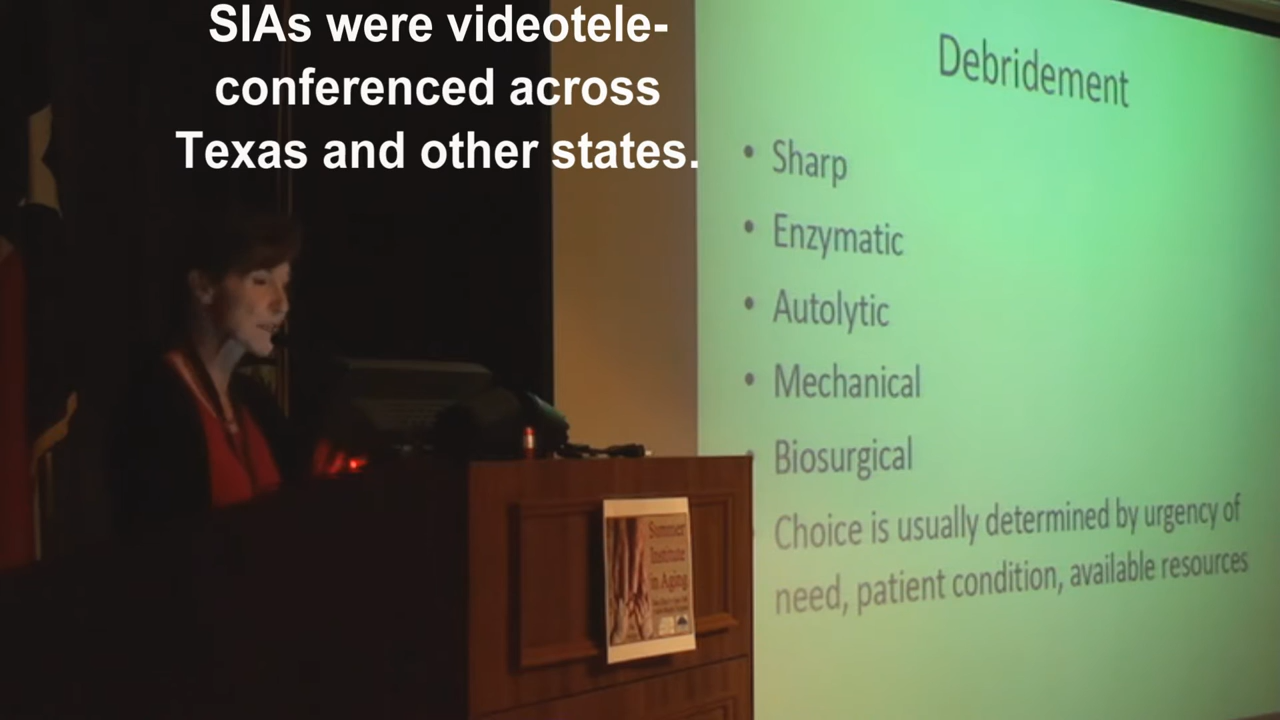 SIAs were videotele-
conferenced across
Texas and other states.
Debridement
• Sharp
• Enzymatic
• Autolytic
• Mechanical
• Biosurgical
Choice is usually determined by urgency of
need, patient condition, available resources
Summer
Institute
in Aging